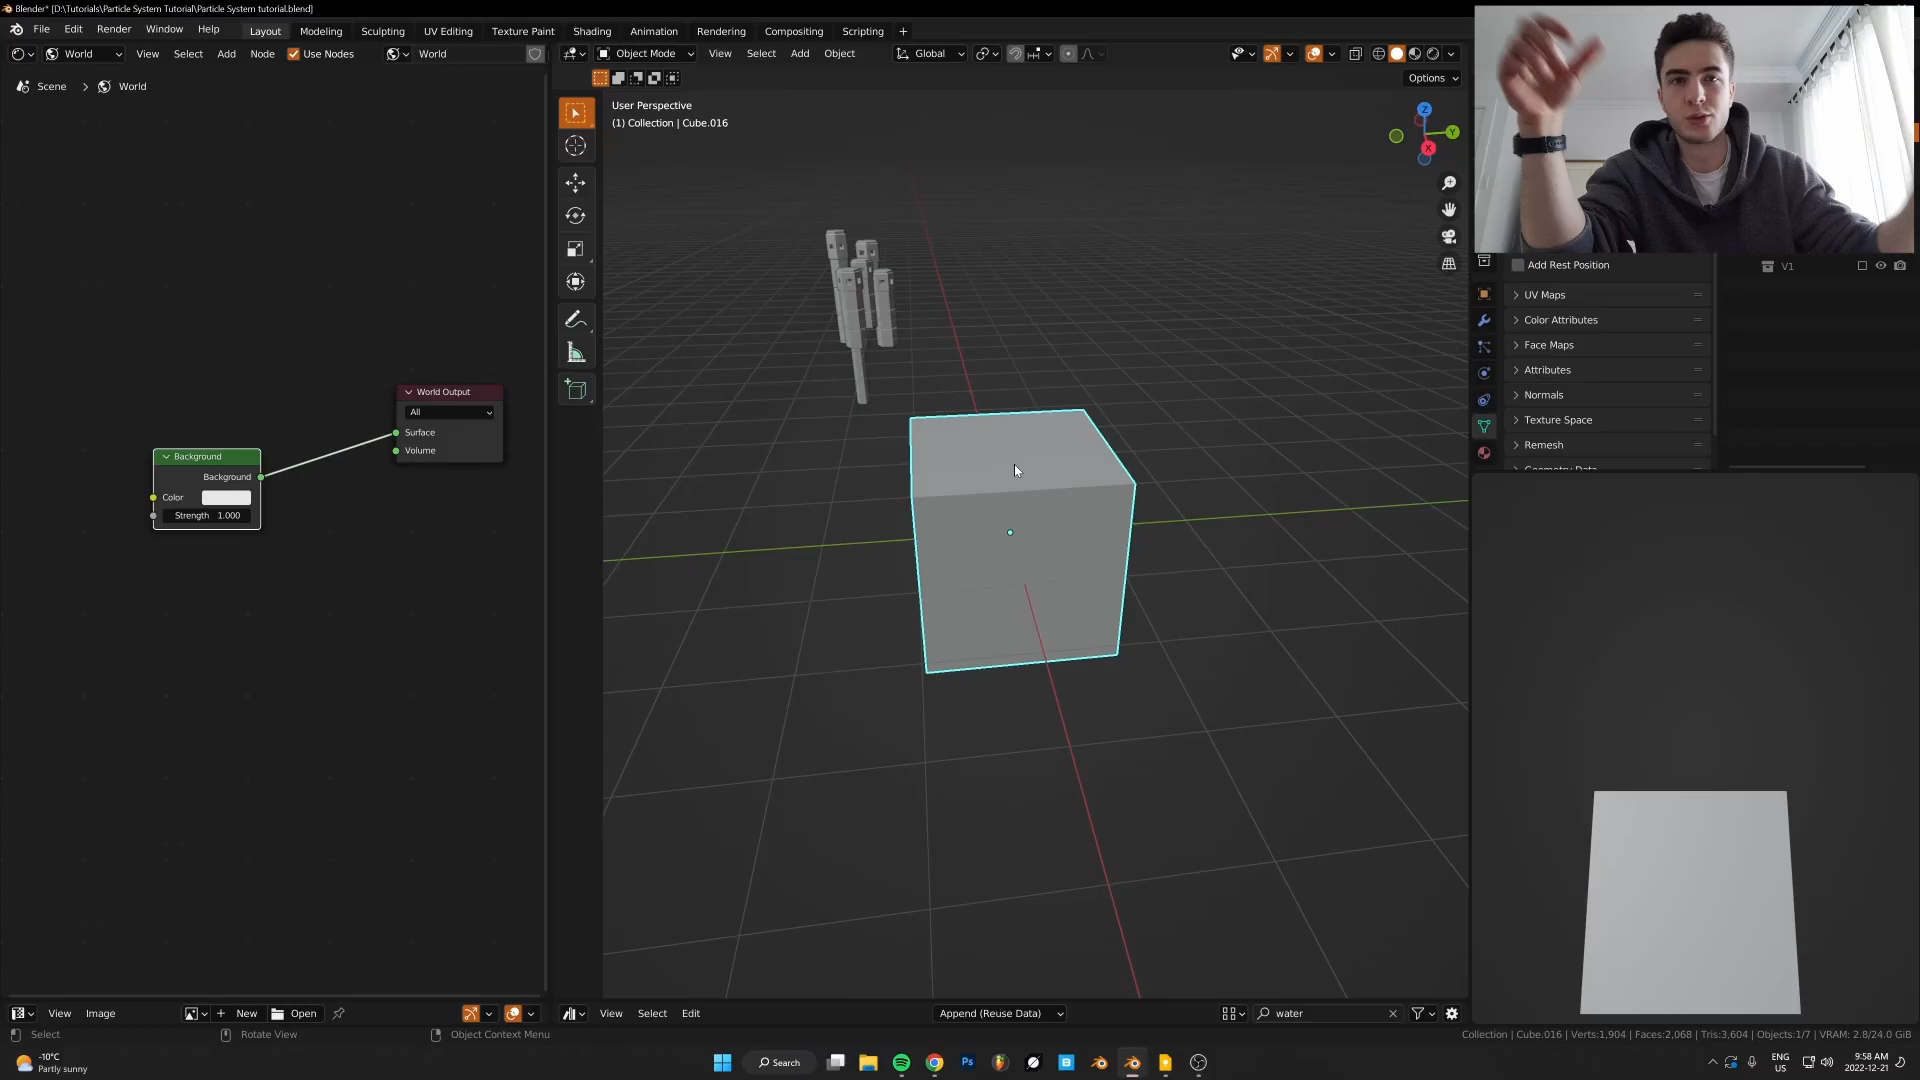 Blender* [D:\Tutorials\Particle System Tutorial\Particle System tutorial.blend]
File Edit Render Window Help Layout Modeling Sculpting UV Editing Texture Paint Shading Animation Rendering Compositing Scripting +
World View Select Add Node Use Nodes World Object Mode View Select Add Object Global
Options
Scene > World
User Perspective
(1) Collection | Cube.016
Z
Y
X
Add Rest Position
V1
UV Maps
Color Attributes
Face Maps
Attributes
Normals
Texture Space
Remesh
Geometry Data
World Output
All
Surface
Volume
Background
Background
Color
Strength 1.000
View Image New Open View Select Edit Append (Reuse Data) water
Select Rotate View Object Context Menu Collection | Cube.016 | Verts:1,904 | Faces:2,068 | Tris:3,604 | Objects:1/7 | VRAM: 2.8/24.0 GiB
-10°C
Partly sunny
Search
Ps
ENG
US
9:58 AM
2022-12-21